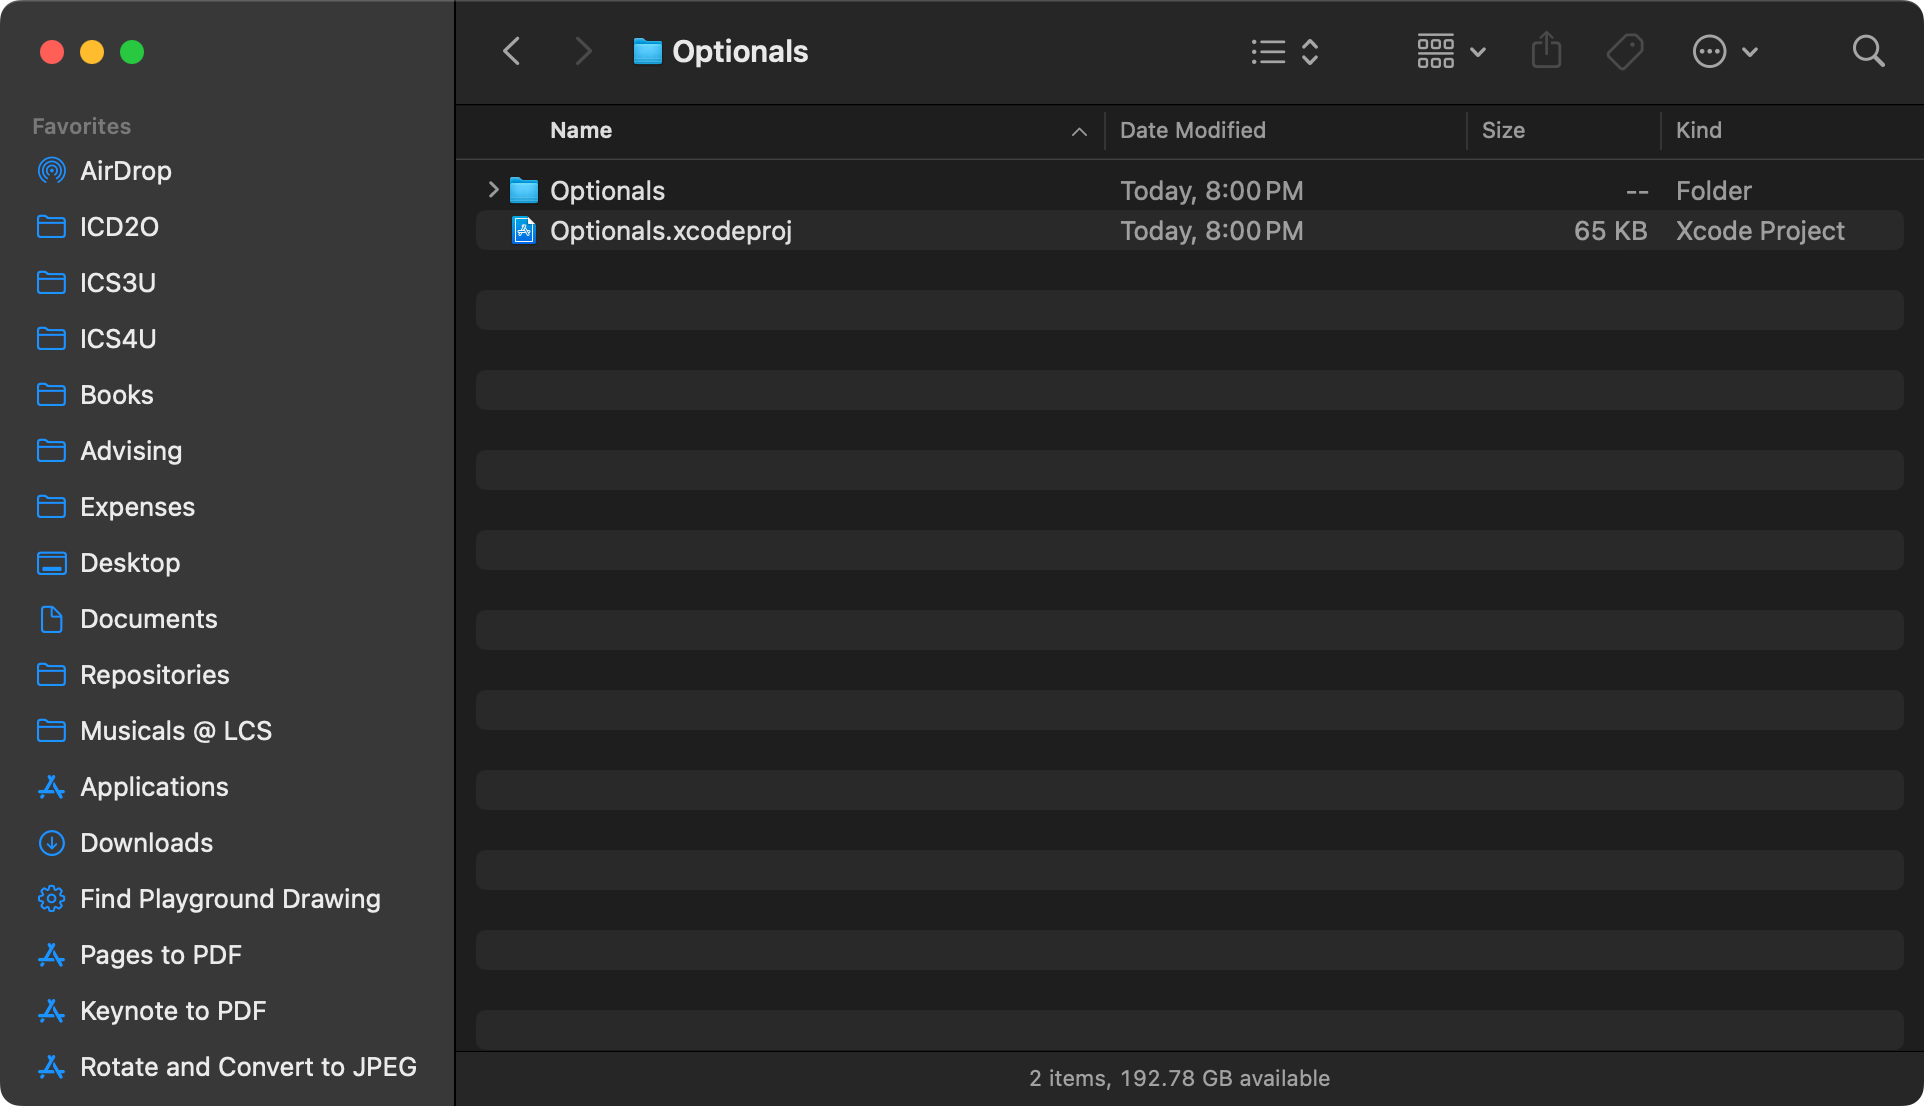 Optionals
Favorites
AirDrop
ICD2O
ICS3U
ICS4U
Books
Advising
Expenses
Desktop
Documents
Repositories
Musicals @ LCS
Applications
Downloads
Find Playground Drawing
Pages to PDF
Keynote to PDF
Rotate and Convert to JPEG
Name Date Modified Size Kind
Optionals Today, 8:00 PM -- Folder
Optionals.xcodeproj Today, 8:00 PM 65 KB Xcode Project
2 items, 192.78 GB available